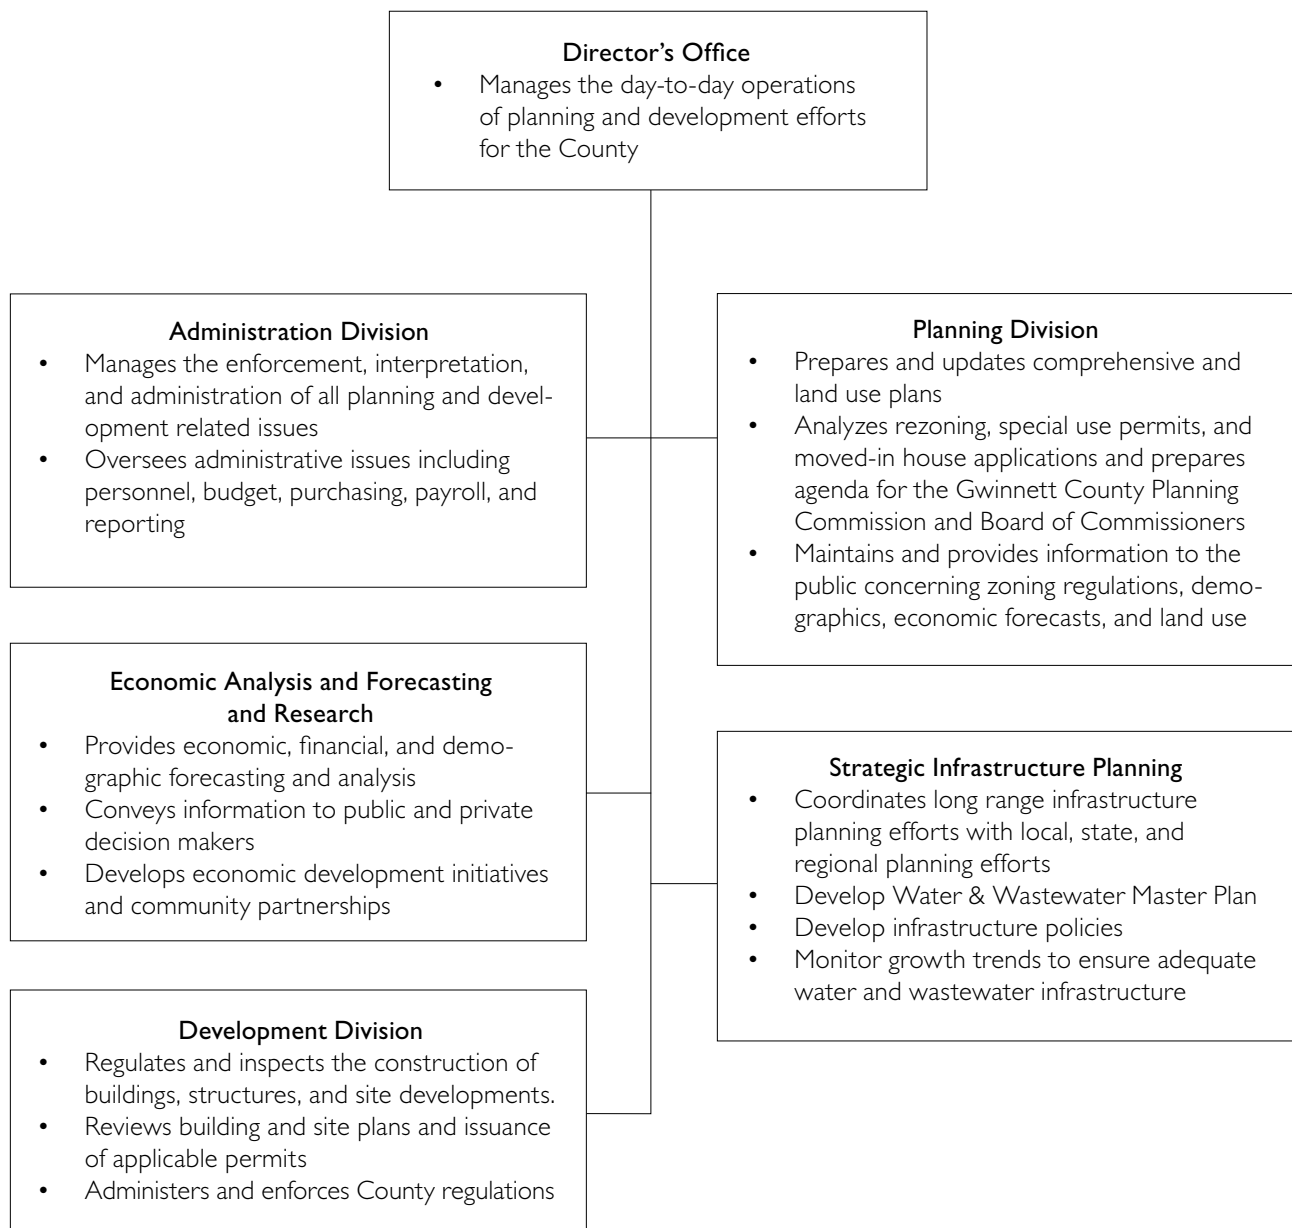 Director’s Office
• Manages the day-to-day operations
of planning and development efforts
for the County
Administration Division
• Manages the enforcement, interpretation,
and administration of all planning and devel-
opment related issues
• Oversees administrative issues including
personnel, budget, purchasing, payroll, and
reporting
Planning Division
• Prepares and updates comprehensive and
land use plans
• Analyzes rezoning, special use permits, and
moved-in house applications and prepares
agenda for the Gwinnett County Planning
Commission and Board of Commissioners
• Maintains and provides information to the
public concerning zoning regulations, demo-
graphics, economic forecasts, and land use
Economic Analysis and Forecasting
and Research
• Provides economic, financial, and demo-
graphic forecasting and analysis
• Conveys information to public and private
decision makers
• Develops economic development initiatives
and community partnerships
Strategic Infrastructure Planning
• Coordinates long range infrastructure
planning efforts with local, state, and
regional planning efforts
• Develop Water & Wastewater Master Plan
• Develop infrastructure policies
• Monitor growth trends to ensure adequate
water and wastewater infrastructure
Development Division
• Regulates and inspects the construction of
buildings, structures, and site developments.
• Reviews building and site plans and issuance
of applicable permits
• Administers and enforces County regulations